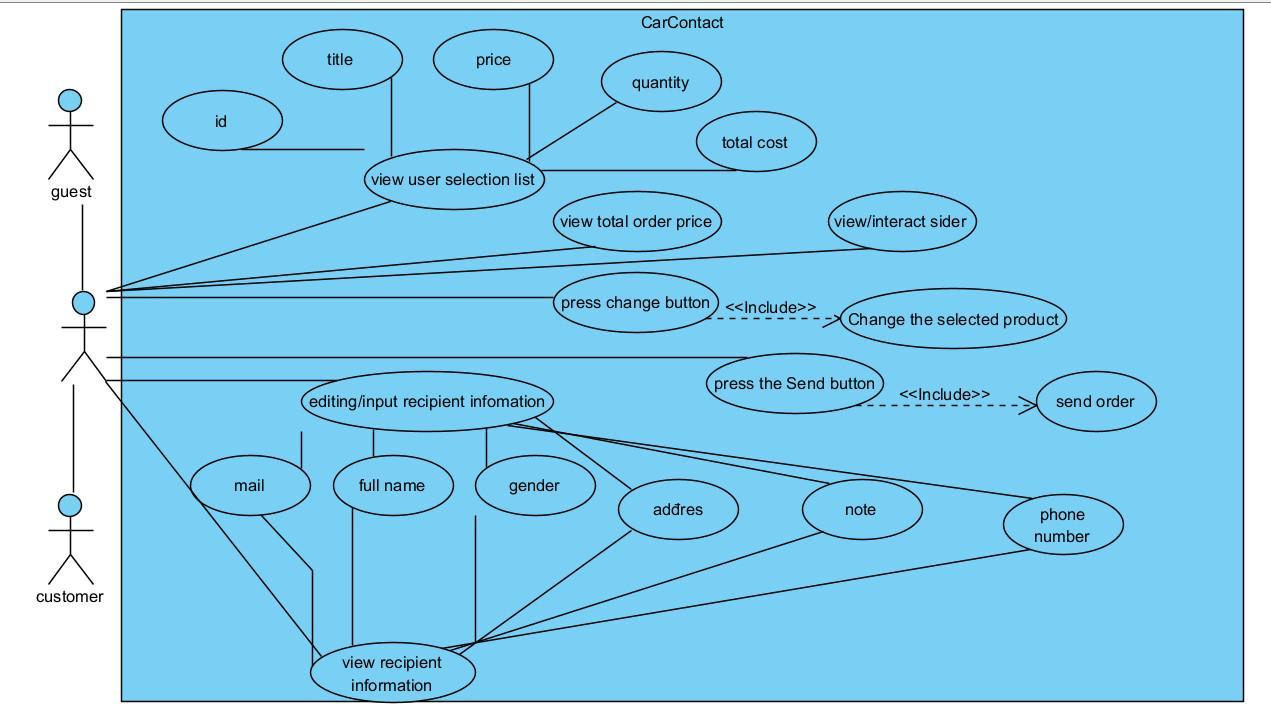 CarContact
title
price
quantity
id
total cost
guest
view user selection list
view total order price
view/interact sider
press change button
<<Include>>
Change the selected product
press the Send button
<<Include>>
send order
editing/input recipient infomation
mail
full name
gender
addres
note
phone
number
customer
view recipient
information